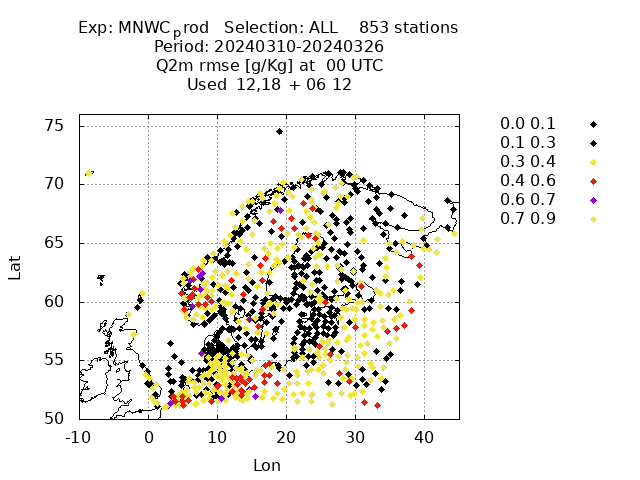 Exp: MNWCprod Selection: ALL 853 stations
Period: 20240310-20240326
Q2m rmse [g/Kg] at 00 UTC
Used 12,18 + 06 12
0.0 0.1
0.1 0.3
0.3 0.4
0.4 0.6
0.6 0.7
0.7 0.9
75
70
65
60
55
50
Lat
-10 0 10 20 30 40
Lon